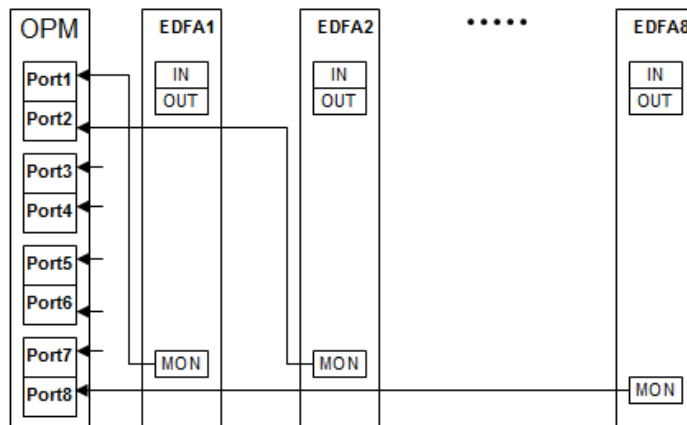 OPM
Port1
Port2
Port3
Port4
Port5
Port6
Port7
Port8
EDFA1
IN
OUT
MON
EDFA2
IN
OUT
MON
EDFA8
IN
OUT
MON